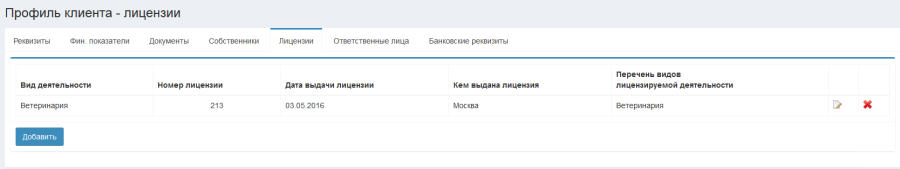 Профиль клиента - лицензии
Реквизиты Фин. показатели Документы Собственники Лицензии Ответственные лица Банковские реквизиты
Вид деятельности Номер лицензии Дата выдачи лицензии Кем выдана лицензия Перечень видов
лицензируемой деятельности
Ветеринария 213 03.05.2016 Москва Ветеринария
Добавить